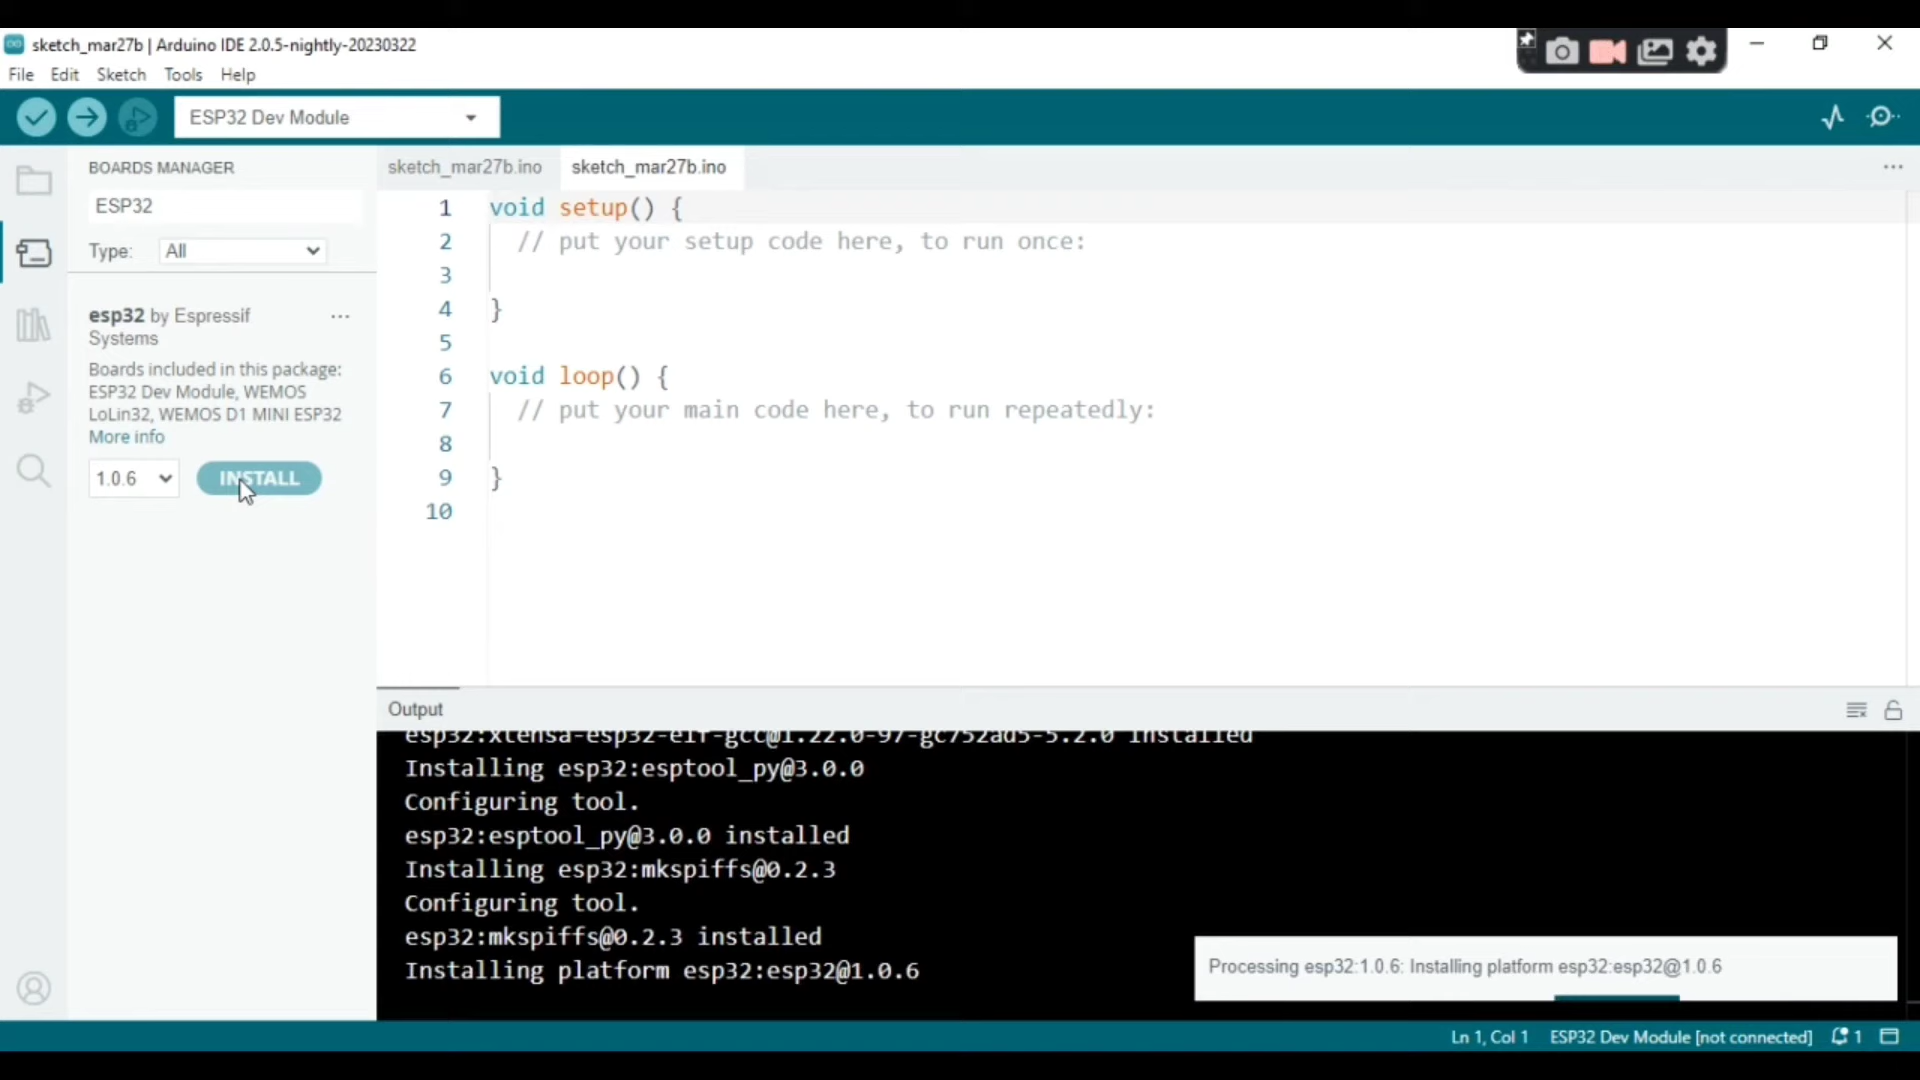 sketch_mar27b | Arduino IDE 2.0.5-nightly-20230322
File Edit Sketch Tools Help
ESP32 Dev Module
BOARDS MANAGER
ESP32
Type: All
esp32 by Espressif
Systems
Boards included in this package:
ESP32 Dev Module, WEMOS
LoLin32, WEMOS D1 MINI ESP32
More info
1.0.6 INSTALL
sketch_mar27b.ino sketch_mar27b.ino
1 void setup() {
2 // put your setup code here, to run once:
3
4 }
5
6 void loop() {
7 // put your main code here, to run repeatedly:
8
9 }
10
Output
esp32:xtensa-esp32-elf-gcc@1.22.0-97-gc752ad5-5.2.0 installed
Installing esp32:esptool_py@3.0.0
Configuring tool.
esp32:esptool_py@3.0.0 installed
Installing esp32:mkspiffs@0.2.3
Configuring tool.
esp32:mkspiffs@0.2.3 installed
Installing platform esp32:esp32@1.0.6
Processing esp32:1.0.6: Installing platform esp32:esp32@1.0.6
Ln 1, Col 1 ESP32 Dev Module [not connected] 1